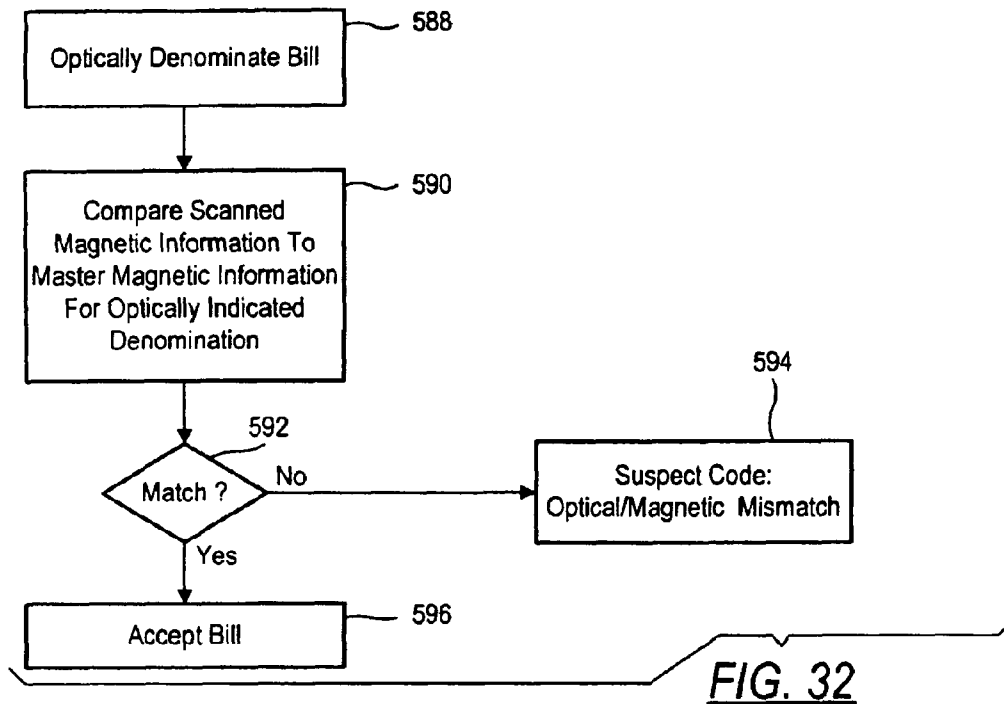 588
Optically Denominate Bill
590
Compare Scanned
Magnetic Information To
Master Magnetic Information
For Optically Indicated
Denomination
592
Match ?
No
Yes
594
Suspect Code:
Optical/Magnetic Mismatch
596
Accept Bill
FIG. 32